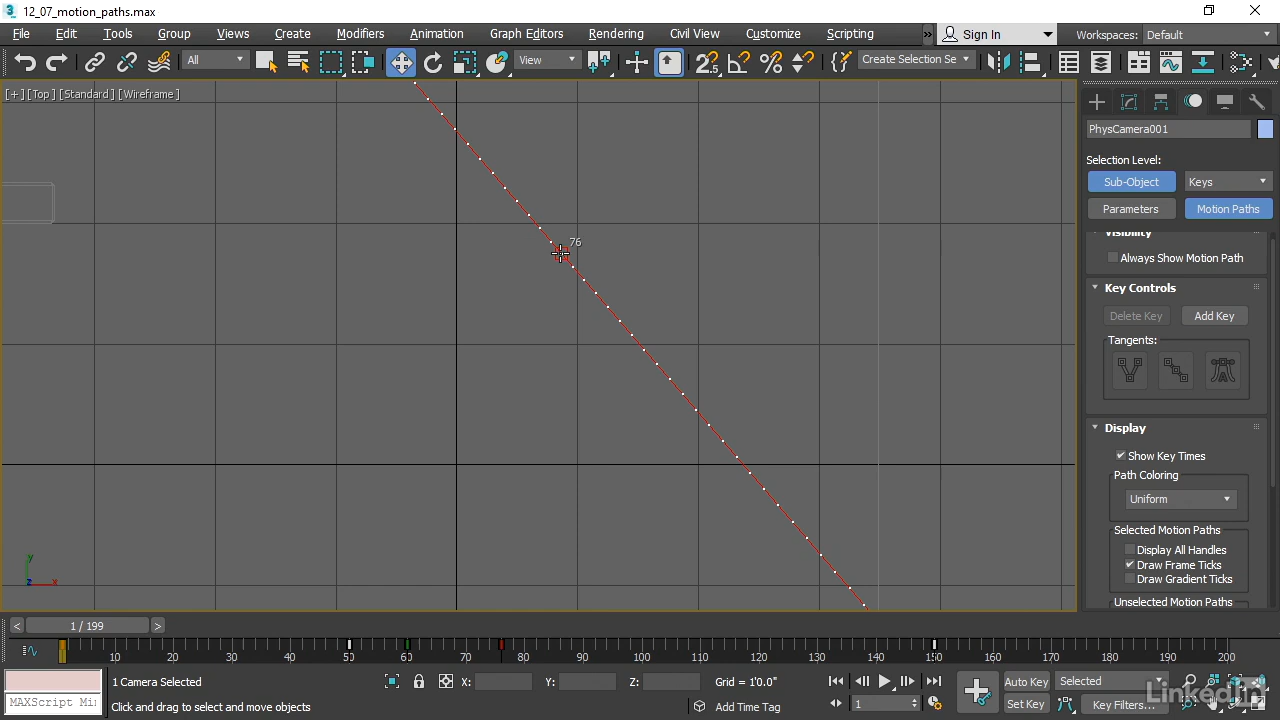 12_07_motion_paths.max
File Edit Tools Group Views Create Modifiers Animation Graph Editors Rendering Civil View Customize Scripting » Sign In Workspaces: Default
All View Create Selection Se
[+] [Top] [Standard] [Wireframe]
PhysCamera001
Selection Level:
Sub-Object Keys
Parameters Motion Paths
Visibility
Always Show Motion Path
Key Controls
Delete Key Add Key
Tangents:
Display
Show Key Times
Path Coloring
Uniform
Selected Motion Paths
Display All Handles
Draw Frame Ticks
Draw Gradient Ticks
Unselected Motion Paths
76
y
z x
< 1 / 199 >
10 20 30 40 50 60 70 80 90 100 110 120 130 140 150 160 170 180 190 200
1 Camera Selected X: Y: Z: Grid = 1'0.0" Auto Key Selected
MAXScript Mi Click and drag to select and move objects Add Time Tag 1 Set Key Key Filters...
LinkedIn